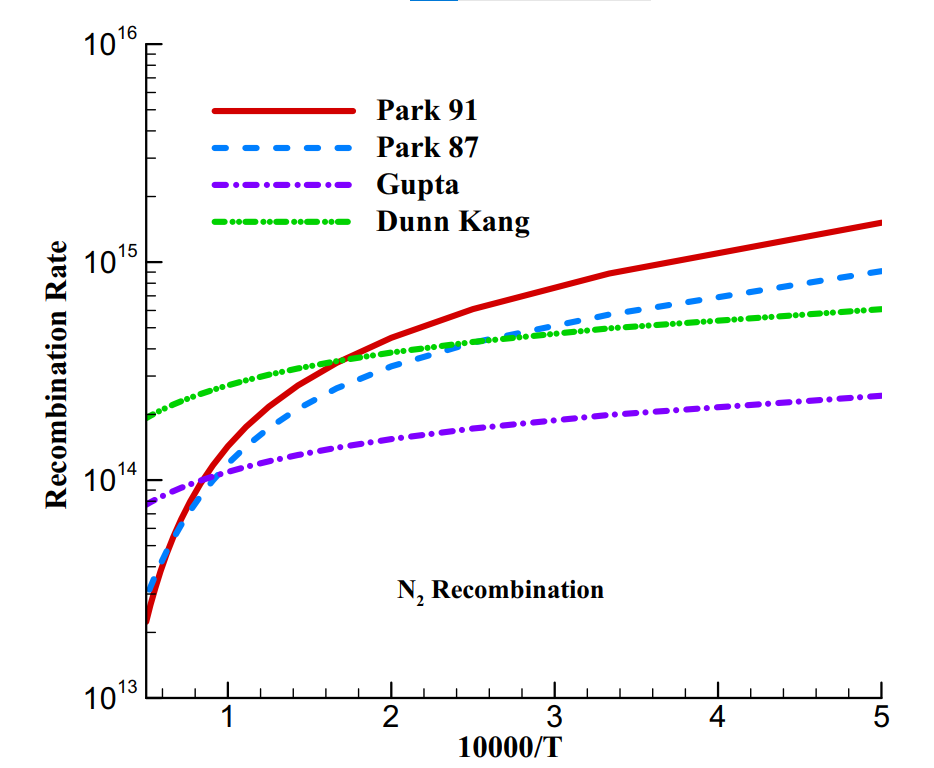 10^16
Park 91
Park 87
Gupta
Dunn Kang
10^15
Recombination Rate
10^14
N₂ Recombination
10^13
1 2 3 4 5
10000/T